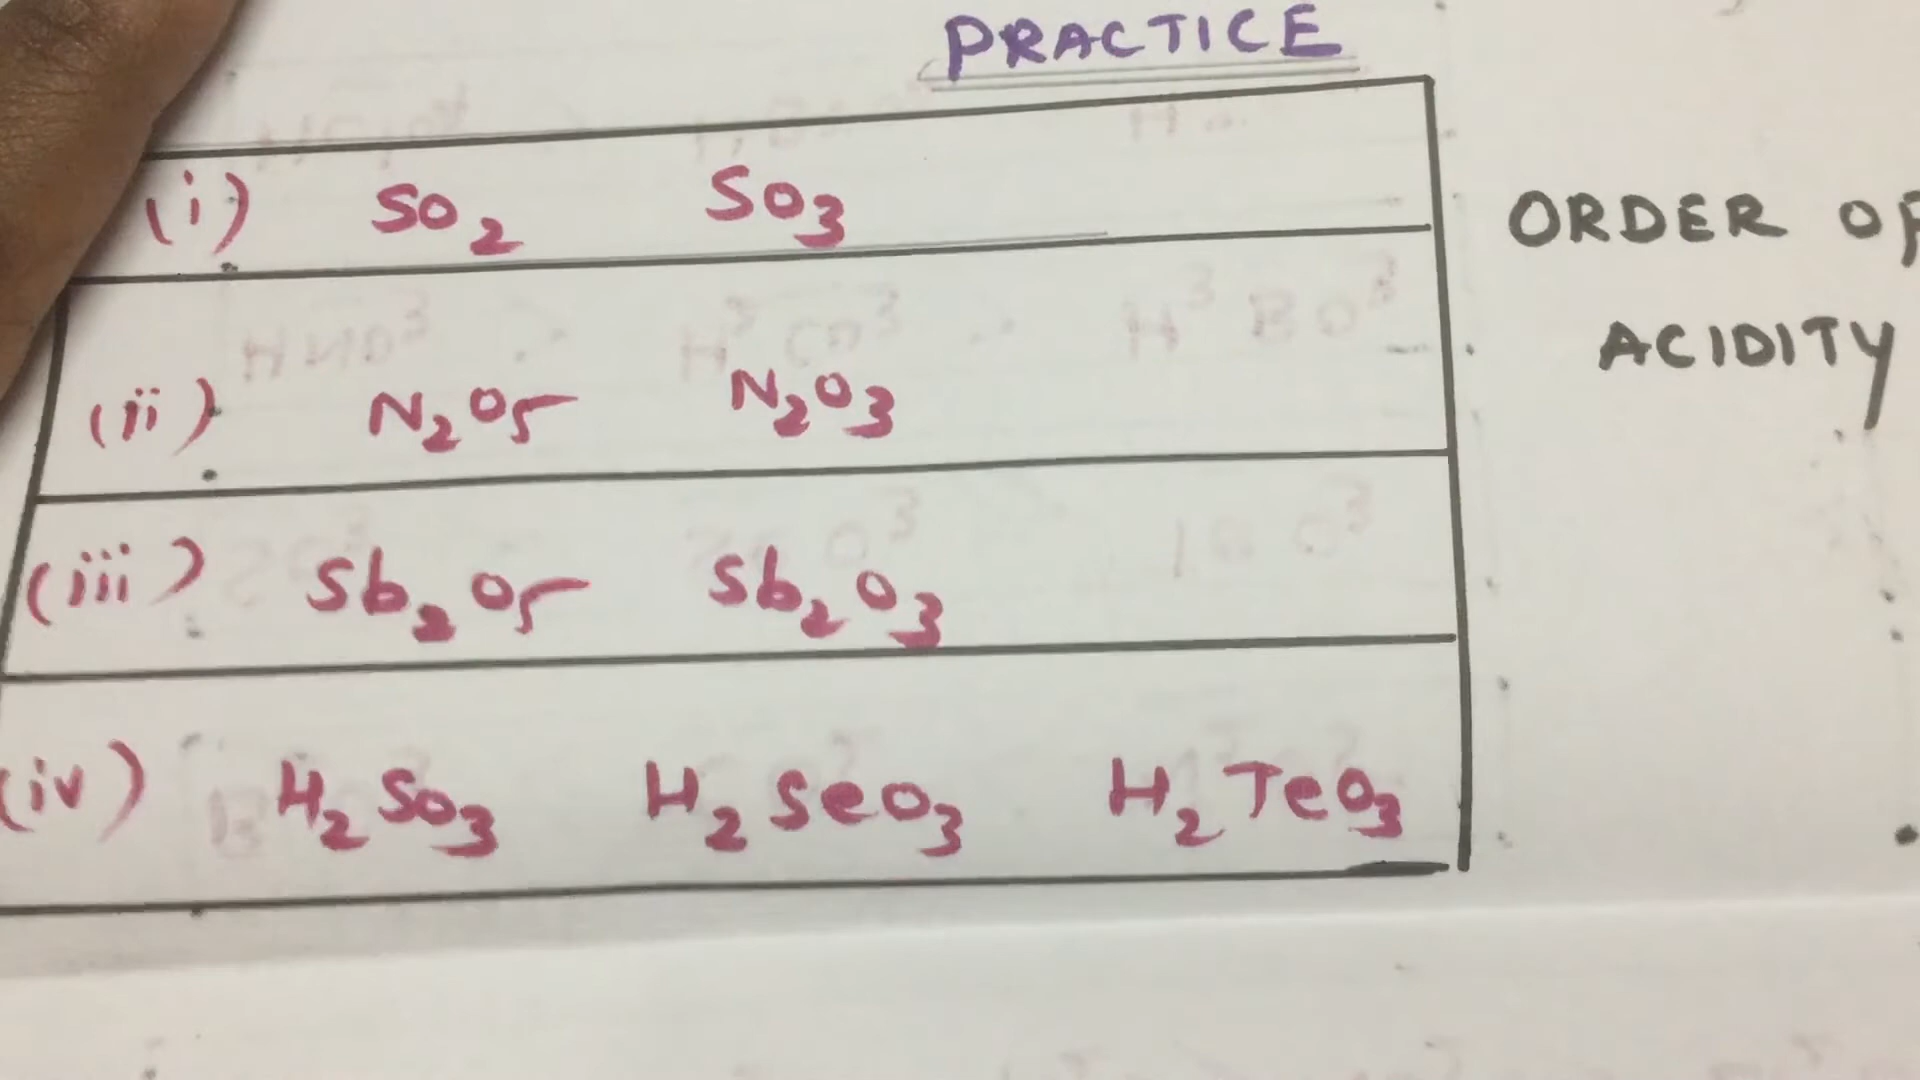 PRACTICE
(i) SO2 SO3
ORDER OF
(ii) N2O5 N2O3
ACIDITY
(iii) Sb2O5 Sb2O3
(iv) H2SO3 H2SeO3 H2TeO3